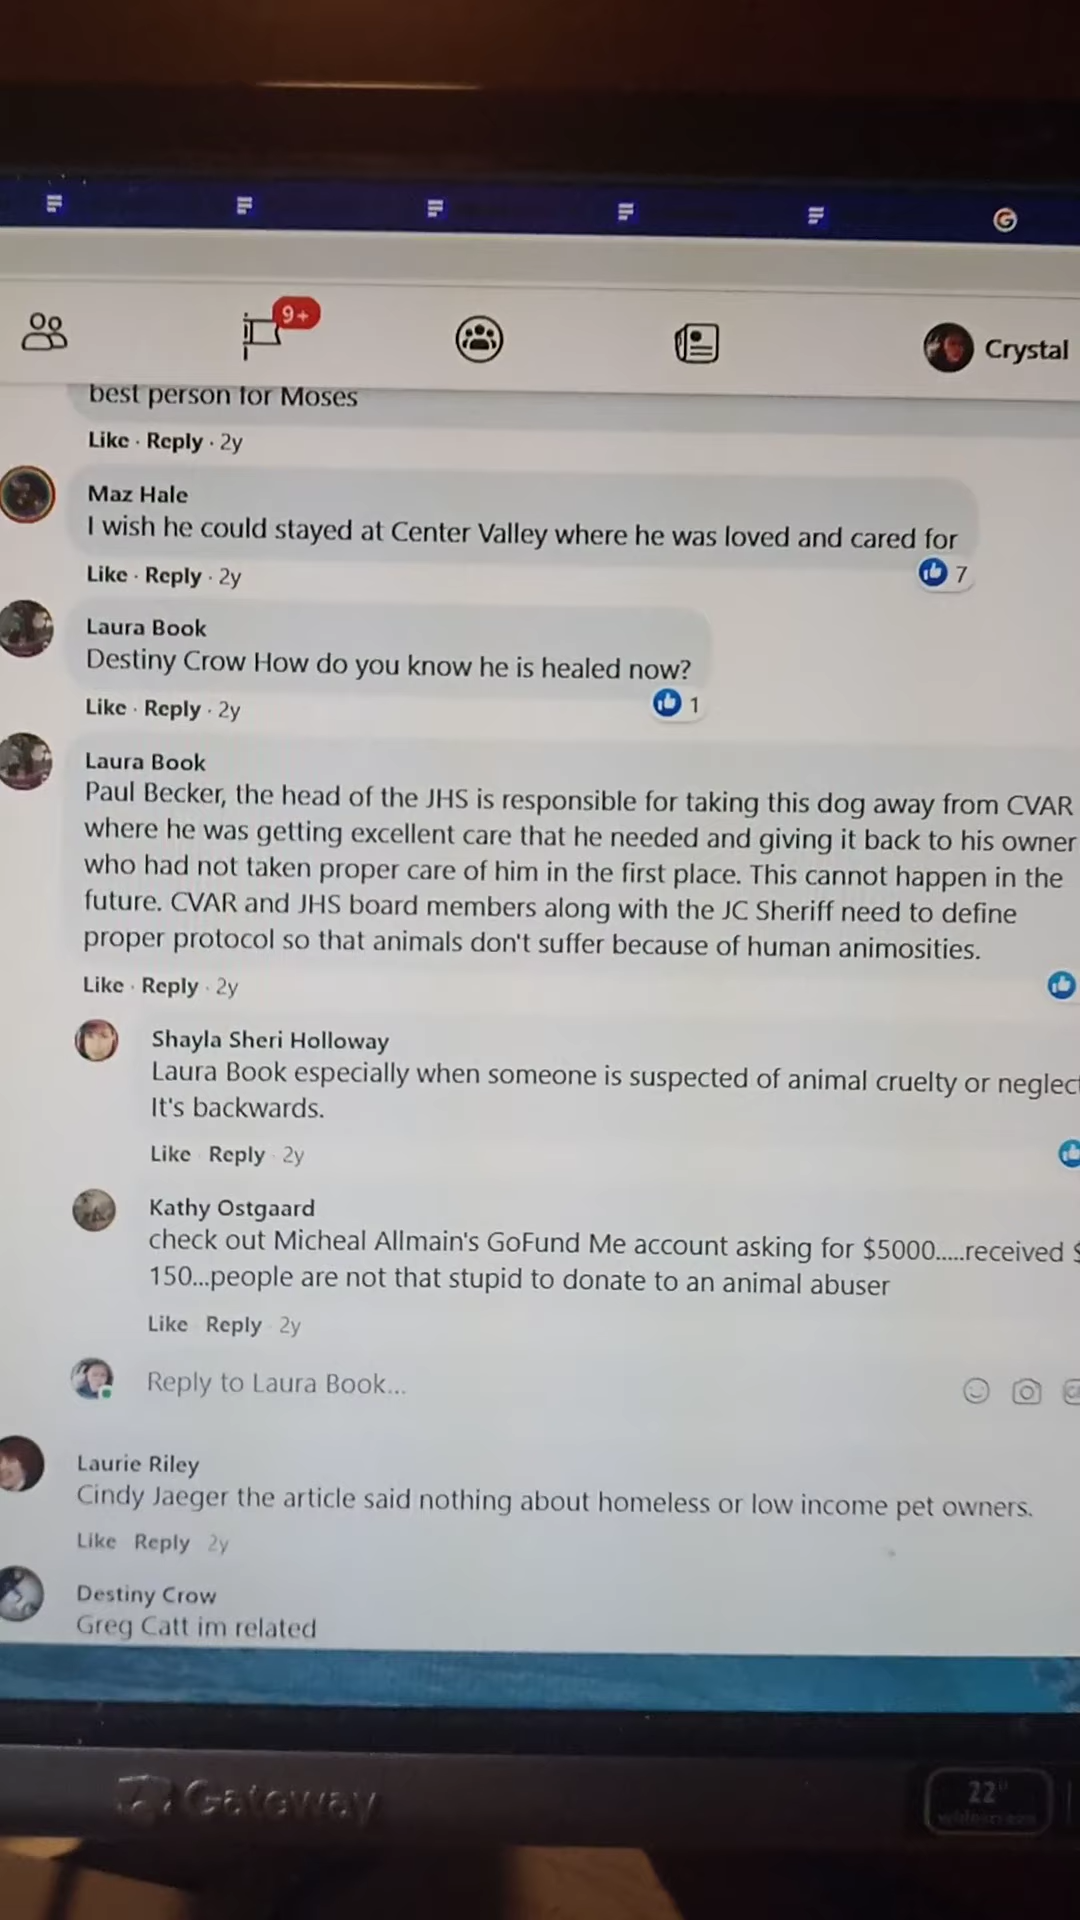 9+
Crystal
best person for Moses
Like · Reply · 2y
Maz Hale
I wish he could stayed at Center Valley where he was loved and cared for
Like · Reply · 2y
7
Laura Book
Destiny Crow How do you know he is healed now?
Like · Reply · 2y
1
Laura Book
Paul Becker, the head of the JHS is responsible for taking this dog away from CVAR
where he was getting excellent care that he needed and giving it back to his owner
who had not taken proper care of him in the first place. This cannot happen in the
future. CVAR and JHS board members along with the JC Sheriff need to define
proper protocol so that animals don't suffer because of human animosities.
Like · Reply · 2y
Shayla Sheri Holloway
Laura Book especially when someone is suspected of animal cruelty or neglect
It's backwards.
Like · Reply · 2y
Kathy Ostgaard
check out Micheal Allmain's GoFund Me account asking for $5000.....received $
150...people are not that stupid to donate to an animal abuser
Like Reply 2y
Reply to Laura Book...
Laurie Riley
Cindy Jaeger the article said nothing about homeless or low income pet owners.
Like Reply 2y
Destiny Crow
Greg Catt im related
Gateway
22"
widescreen